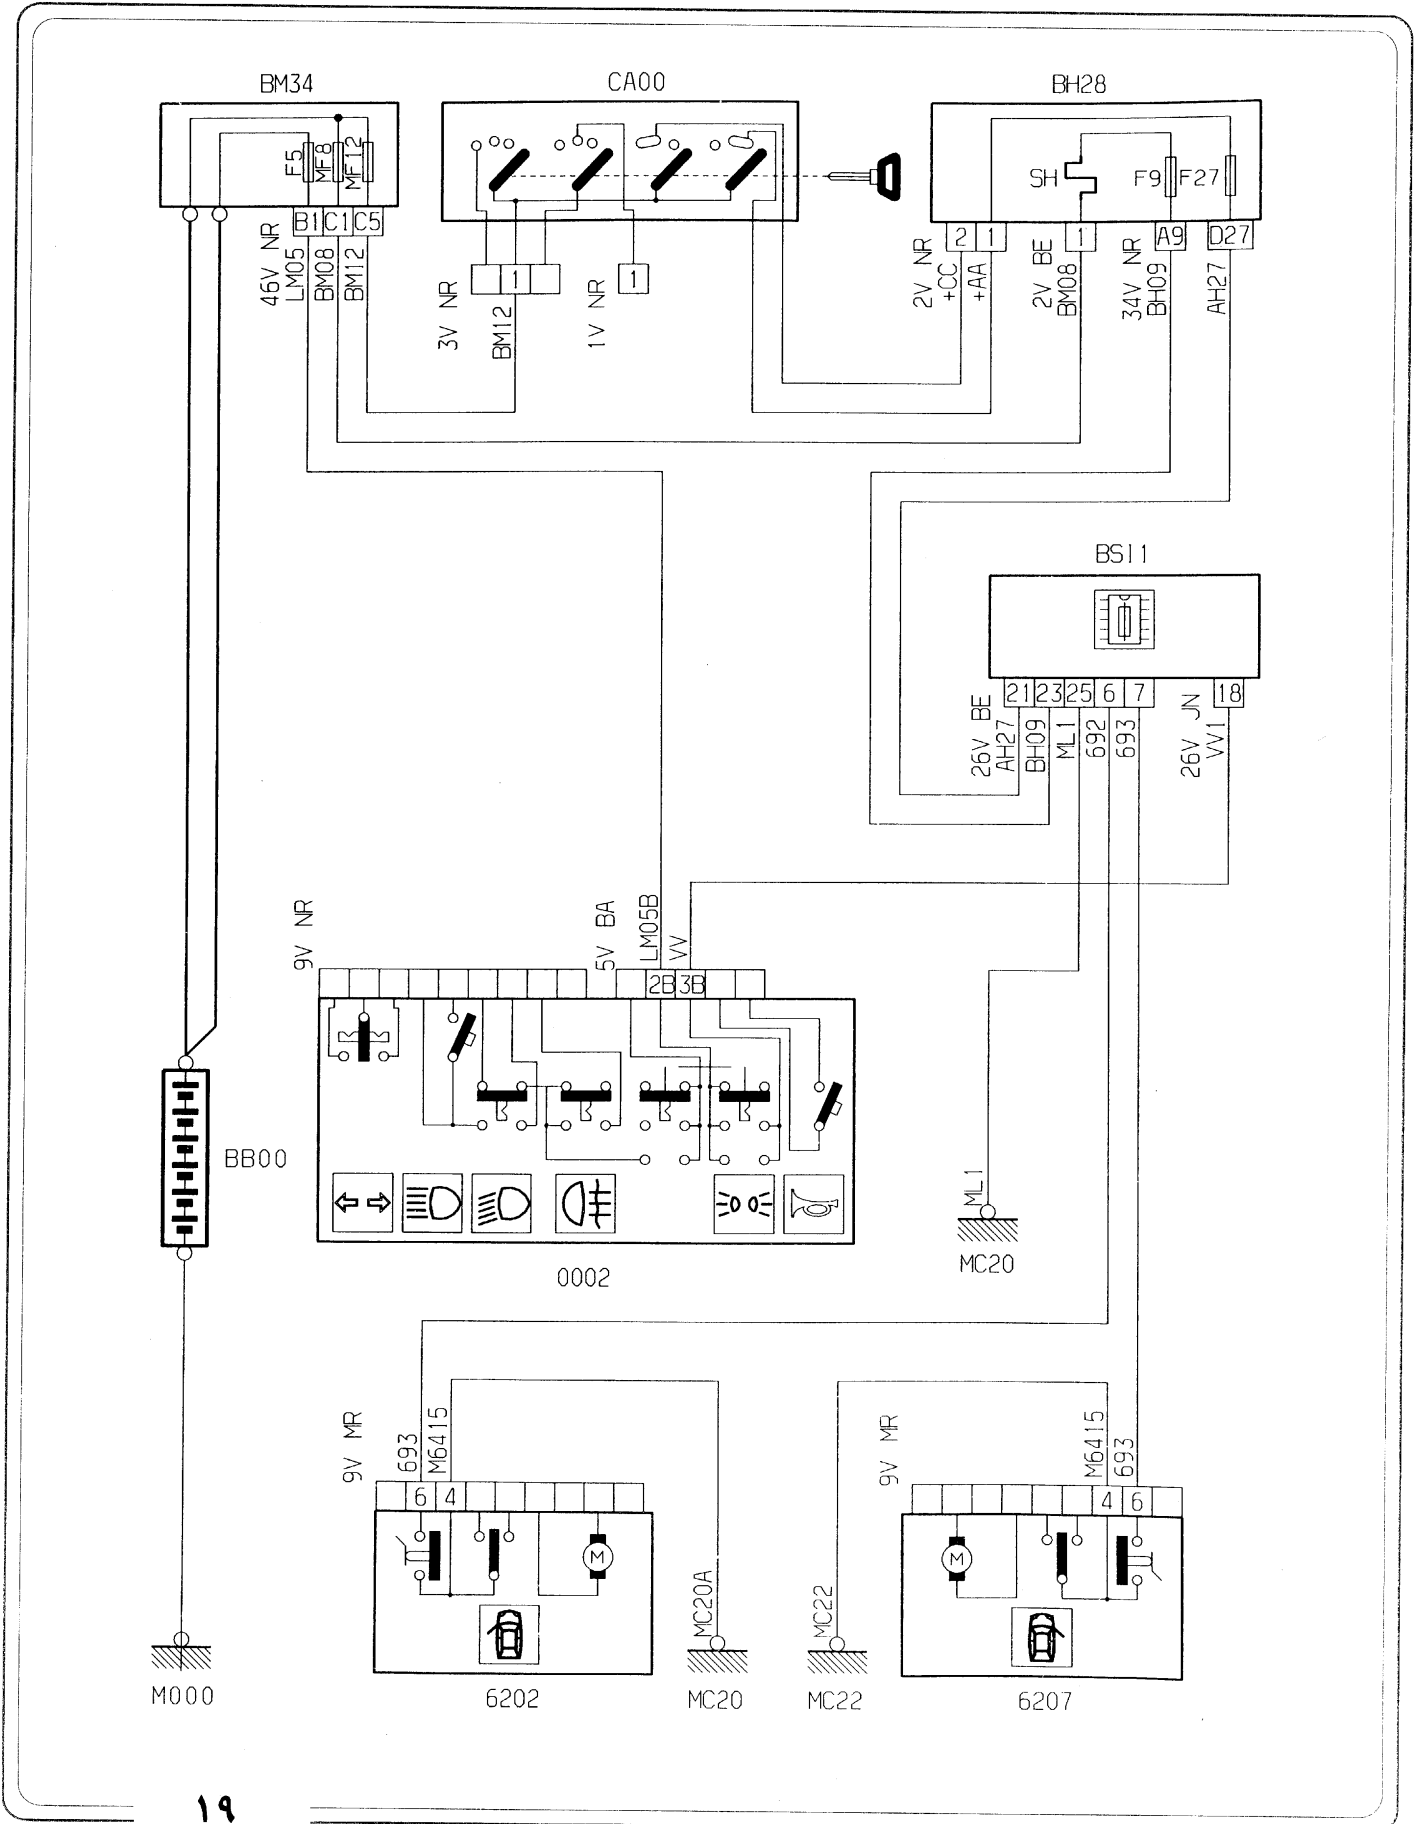 BM34
CA00
BH28
F5
MF8
MF12
SH
F9
F27
B1 C1 C5
2 1
1
A9
D27
46V NR
LM05
BM08
BM12
3V NR
1
BM12
1V NR
1
2V NR
+CC
+AA
2V BE
BM08
34V NR
BH09
AH27
BSI1
21 23 25 6 7
18
26V BE
AH27
BH09
ML1
692
693
26V JN
VV1
9V NR
5V BA
LM05B
VV
2B 3B
BB00
0002
ML1
MC20
9V MR
693
M6415
6 4
M
6202
MC20A
MC20
MC22
MC22
9V MR
M6415
693
4 6
M
6207
M000
١٩